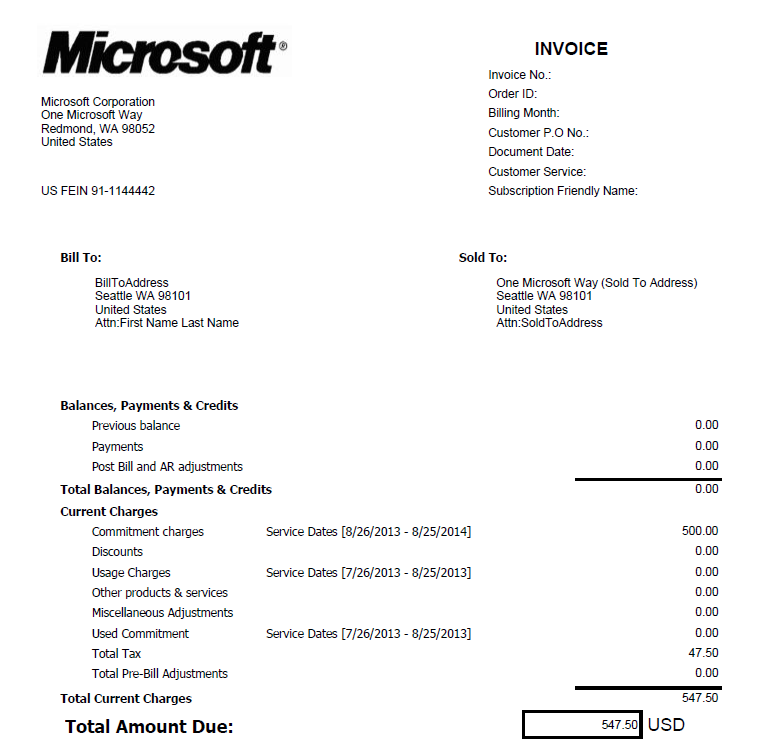 Microsoft®
INVOICE
Invoice No.:
Order ID:
Billing Month:
Customer P.O No.:
Document Date:
Customer Service:
Subscription Friendly Name:
Microsoft Corporation
One Microsoft Way
Redmond, WA 98052
United States
US FEIN 91-1144442
Bill To:
BillToAddress
Seattle WA 98101
United States
Attn:First Name Last Name
Sold To:
One Microsoft Way (Sold To Address)
Seattle WA 98101
United States
Attn:SoldToAddress
Balances, Payments & Credits
Previous balance 0.00
Payments 0.00
Post Bill and AR adjustments 0.00
Total Balances, Payments & Credits 0.00
Current Charges
Commitment charges Service Dates [8/26/2013 - 8/25/2014] 500.00
Discounts 0.00
Usage Charges Service Dates [7/26/2013 - 8/25/2013] 0.00
Other products & services 0.00
Miscellaneous Adjustments 0.00
Used Commitment Service Dates [7/26/2013 - 8/25/2013] 0.00
Total Tax 47.50
Total Pre-Bill Adjustments 0.00
Total Current Charges 547.50
Total Amount Due: 547.50 USD